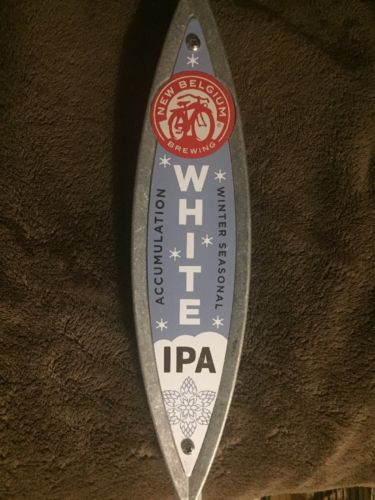 NEW BELGIUM
BREWING
ACCUMULATION
WHITE
WINTER SEASONAL
IPA